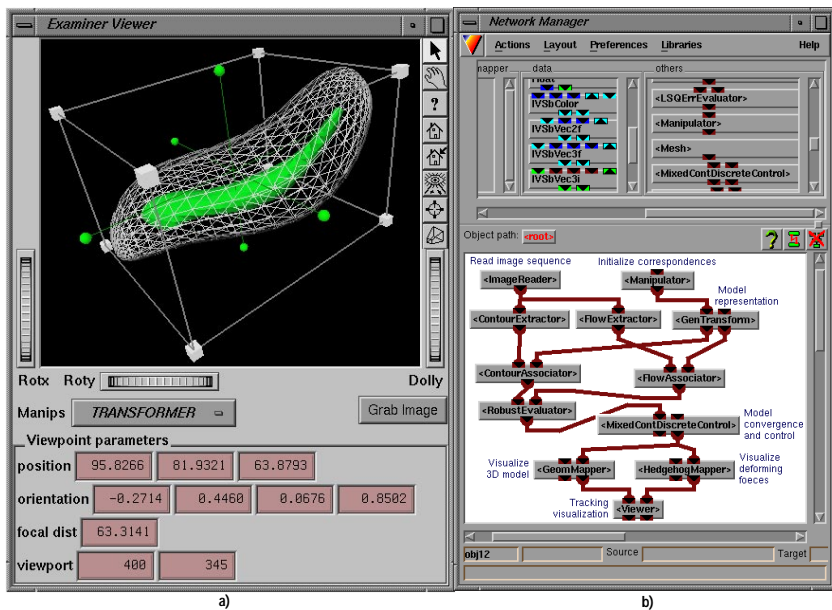 Examiner Viewer
?
Rotx Roty Dolly
Manips TRANSFORMER Grab Image
Viewpoint parameters
position 95.8266 81.9321 63.8793
orientation -0.2714 0.4460 0.0676 0.8502
focal dist 63.3141
viewport 400 345
a)
Network Manager
Actions Layout Preferences Libraries Help
mapper data others
Float
IVSbColor
IVSbVec2f
IVSbVec3f
IVSbVec3i
<LSQErrEvaluator>
<Manipulator>
<Mesh>
<MixedContDiscreteControl>
Object path: <root> ?
Read image sequence Initialize correspondences
<ImageReader> <Manipulator>
Model
representation
<ContourExtractor> <FlowExtractor> <GenTransform>
<ContourAssociator> <FlowAssociator>
<RobustEvaluator>
<MixedContDiscreteControl>
Model
convergence
and control
Visualize
3D model
<GeomMapper> <HedgehogMapper>
Visualize
deforming
foeces
Tracking
visualization
<Viewer>
obj12 Source Target
b)